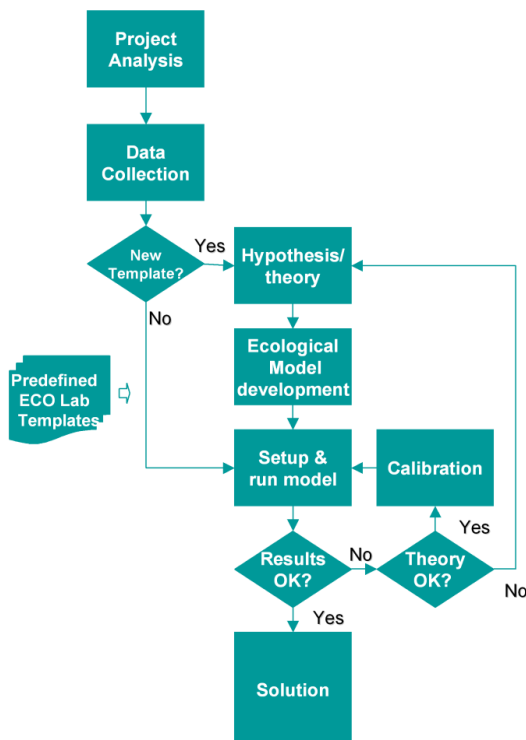 Project
Analysis
Data
Collection
New
Template?
Yes
Hypothesis/
theory
No
Predefined
ECO Lab
Templates
Ecological
Model
development
Setup &
run model
Calibration
Results
OK?
No
Theory
OK?
Yes
No
Yes
Solution